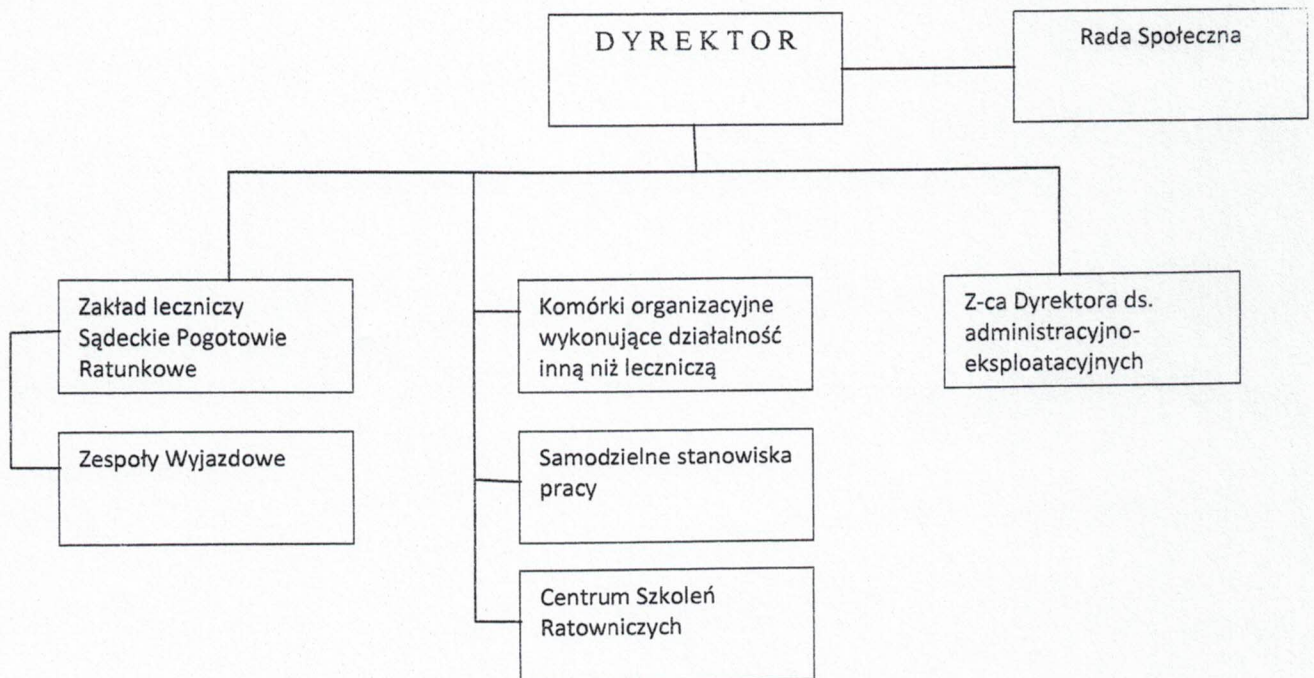 DYREKTOR
Rada Społeczna
Zakład leczniczy
Sądeckie Pogotowie
Ratunkowe
Komórki organizacyjne
wykonujące działalność
inną niż leczniczą
Z-ca Dyrektora ds.
administracyjno-
eksploatacyjnych
Zespoły Wyjazdowe
Samodzielne stanowiska
pracy
Centrum Szkoleń
Ratowniczych